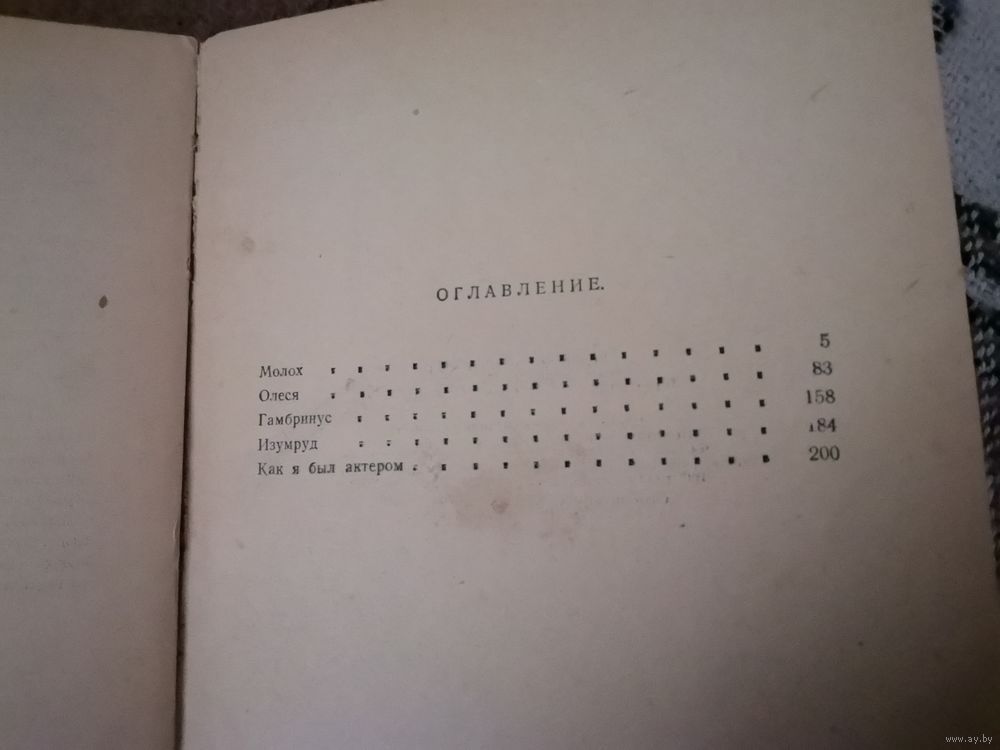 ОГЛАВЛЕНИЕ.
Молох . . . . . . . . . . . . . . . 5
Олеся . . . . . . . . . . . . . . . 83
Гамбринус . . . . . . . . . . . . . . 158
Изумруд . . . . . . . . . . . . . . 184
Как я был актером . . . . . . . . . . . . 200
www.ay.by